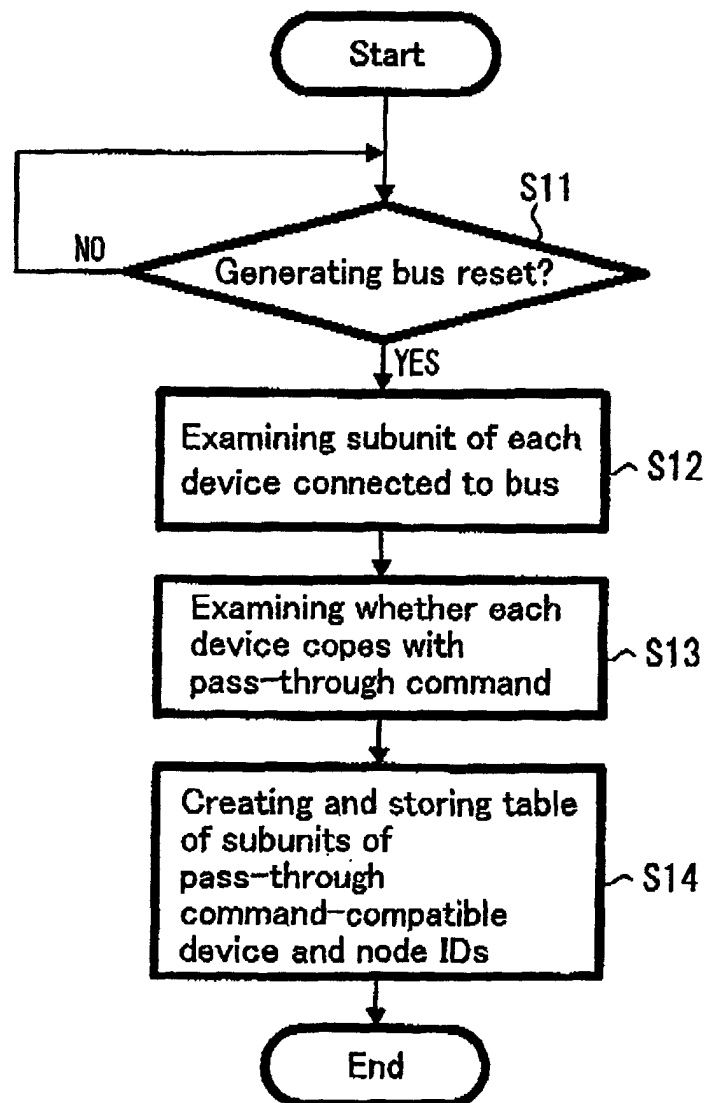 Start
S11
NO
Generating bus reset?
YES
Examining subunit of each
device connected to bus
S12
Examining whether each
device copes with
pass-through command
S13
Creating and storing table
of subunits of
pass-through
command-compatible
device and node IDs
S14
End